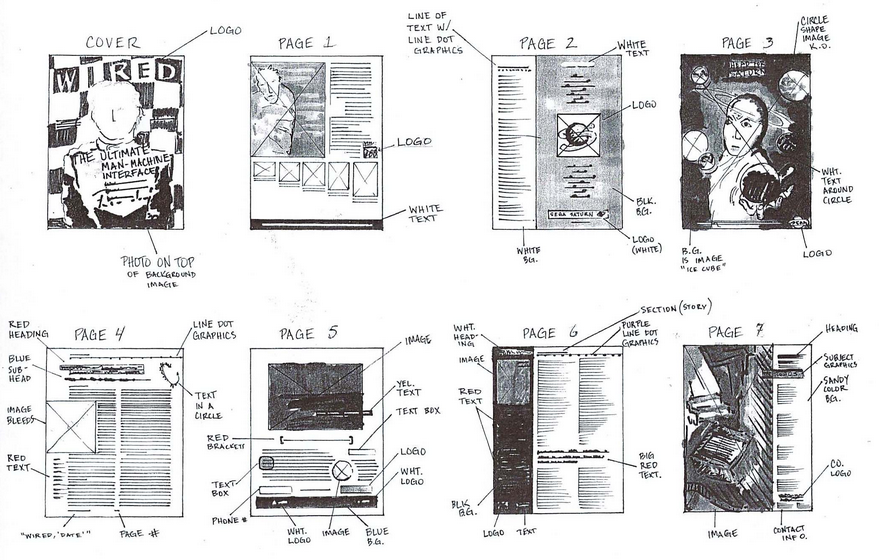 COVER
LOGO
WIRED
THE ULTIMATE
MAN-MACHINE
INTERFACE
PHOTO ON TOP
OF BACKGROUND
IMAGE
PAGE 1
LOGO
WHITE
TEXT
LINE OF
TEXT W/
LINE DOT
GRAPHICS
PAGE 2
WHITE
TEXT
LOGO
BLK.
B.G.
SEGA SATURN
LOGO
(WHITE)
WHITE
BG.
PAGE 3
CIRCLE
SHAPE
IMAGE
K.O.
HEAD FOR
SATURN
WHT.
TEXT
AROUND
CIRCLE
LOGO
B.G.
IS IMAGE
"ICE CUBE"
RED
HEADING
PAGE 4
LINE DOT
GRAPHICS
BLUE
SUB-
HEAD
TEXT
IN A
CIRCLE
IMAGE
BLEEDS
RED
TEXT
"WIRED, 'DATE'"
PAGE #
PAGE 5
IMAGE
YEL.
TEXT
TEXT BOX
RED
BRACKETS
LOGO
WHT.
LOGO
TEXT-
BOX
PHONE #
WHT.
LOGO
IMAGE
BLUE
B.G.
WHT.
HEAD-
ING
PAGE 6
SECTION (STORY)
PURPLE
LINE DOT
GRAPHICS
IMAGE
RED
TEXT
BIG
RED
TEXT.
BLK.
B.G.
LOGO
TEXT
PAGE 7
HEADING
SUBJECT
GRAPHICS
SANDY
COLOR
BG.
CO.
LOGO
IMAGE
CONTACT
INFO.